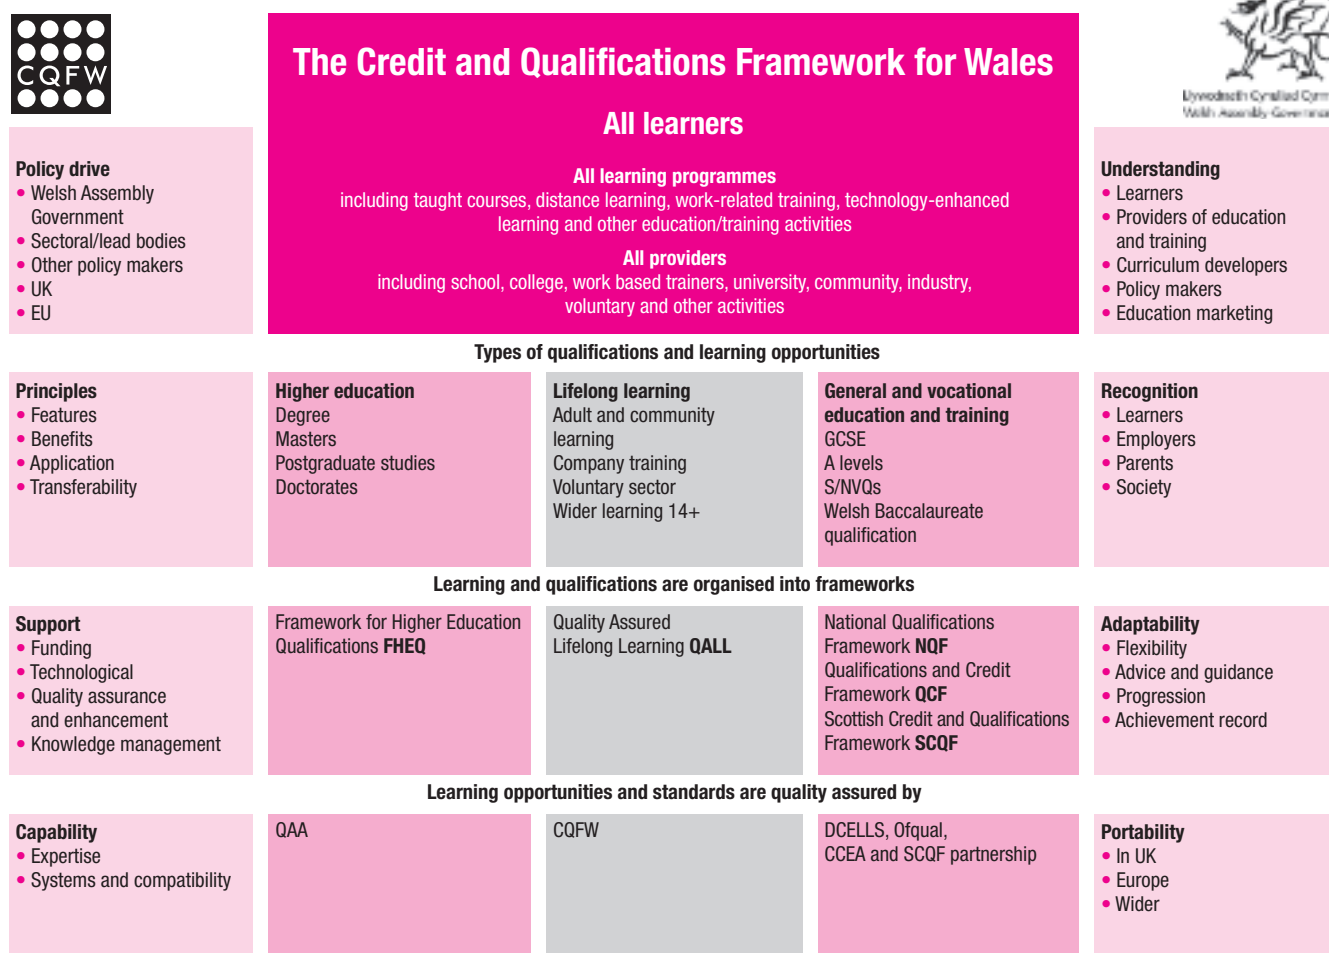 CQFW
The Credit and Qualifications Framework for Wales
All learners
All learning programmes
including taught courses, distance learning, work-related training, technology-enhanced
learning and other education/training activities
All providers
including school, college, work based trainers, university, community, industry,
voluntary and other activities
Welsh Assembly Govern
Policy drive
• Welsh Assembly
Government
• Sectoral/lead bodies
• Other policy makers
• UK
• EU
Understanding
• Learners
• Providers of education
and training
• Curriculum developers
• Policy makers
• Education marketing
Types of qualifications and learning opportunities
Principles
• Features
• Benefits
• Application
• Transferability
Higher education
Degree
Masters
Postgraduate studies
Doctorates
Lifelong learning
Adult and community
learning
Company training
Voluntary sector
Wider learning 14+
General and vocational
education and training
GCSE
A levels
S/NVQs
Welsh Baccalaureate
qualification
Recognition
• Learners
• Employers
• Parents
• Society
Learning and qualifications are organised into frameworks
Support
• Funding
• Technological
• Quality assurance
and enhancement
• Knowledge management
Framework for Higher Education
Qualifications FHEQ
Quality Assured
Lifelong Learning QALL
National Qualifications
Framework NQF
Qualifications and Credit
Framework QCF
Scottish Credit and Qualifications
Framework SCQF
Adaptability
• Flexibility
• Advice and guidance
• Progression
• Achievement record
Learning opportunities and standards are quality assured by
Capability
• Expertise
• Systems and compatibility
QAA
CQFW
DCELLS, Ofqual,
CCEA and SCQF partnership
Portability
• In UK
• Europe
• Wider